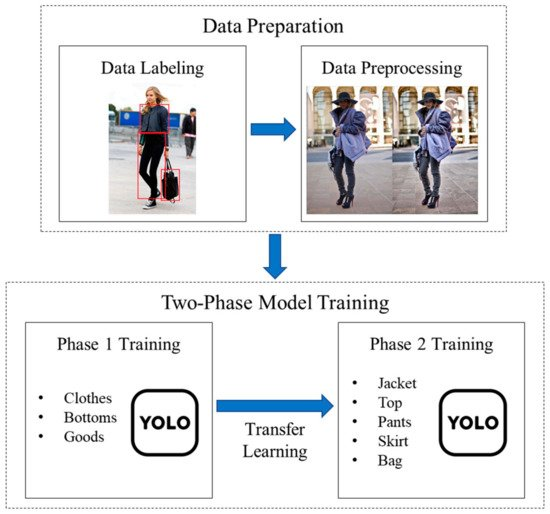 Data Preparation
Data Labeling
Data Preprocessing
Two-Phase Model Training
Phase 1 Training
• Clothes
• Bottoms
• Goods
YOLO
Transfer
Learning
Phase 2 Training
• Jacket
• Top
• Pants
• Skirt
• Bag
YOLO